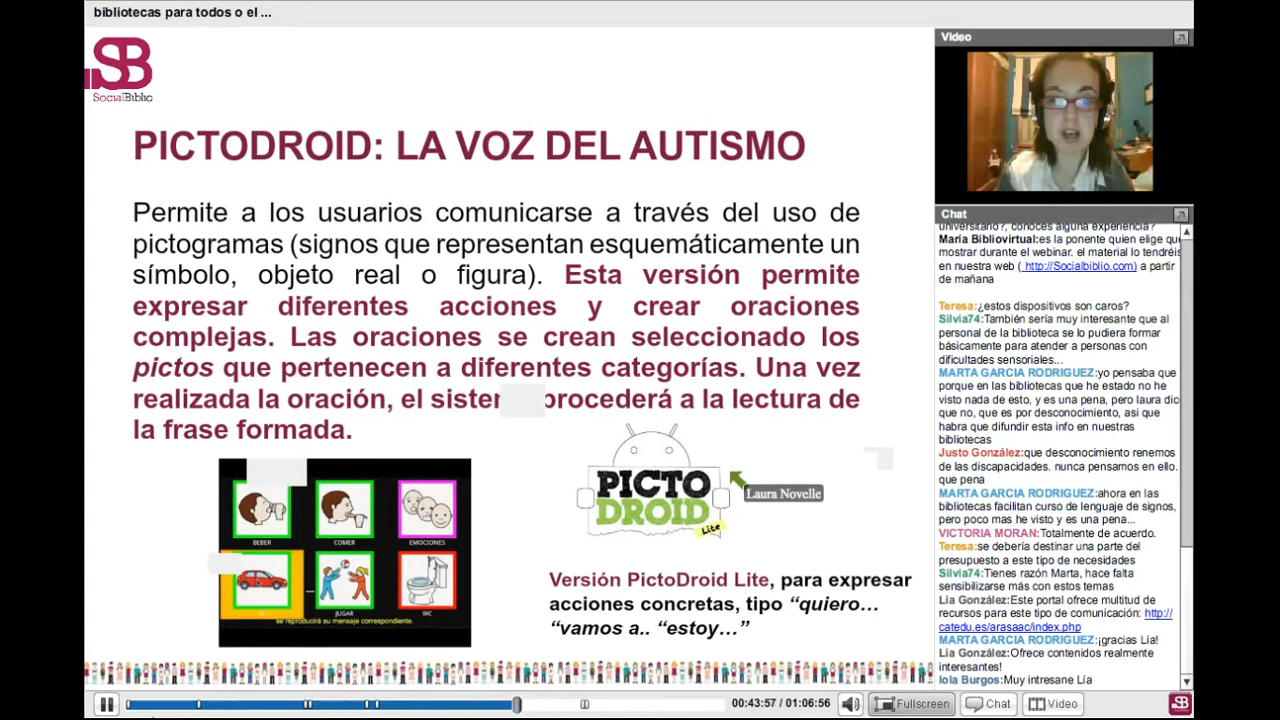 bibliotecas para todos o el ...
SB
SocialBiblio
PICTODROID: LA VOZ DEL AUTISMO
Permite a los usuarios comunicarse a través del uso de
pictogramas (signos que representan esquemáticamente un
símbolo, objeto real o figura). Esta versión permite
expresar diferentes acciones y crear oraciones
complejas. Las oraciones se crean seleccionado los
pictos que pertenecen a diferentes categorías. Una vez
realizada la oración, el procederá a la lectura de
la frase formada.
BEBER
COMER
EMOCIONES
JUGAR
WC
se reproducirá su mensaje correspondiente.
PICTO
DROID
Lite
Laura Novelle
Versión PictoDroid Lite, para expresar
acciones concretas, tipo “quiero…
“vamos a.. “estoy…”
Video
Chat
universitario?, conoces alguna experiencia?
María Bibliovirtual:es la ponente quien elige que
mostrar durante el webinar. el material lo tendréis
en nuestra web ( http://Socialbiblio.com) a partir
de mañana
Teresa:¿estos dispositivos son caros?
Silvia74:También sería muy interesante que al
personal de la biblioteca se lo pudiera formar
básicamente para atender a personas con
dificultades sensoriales...
MARTA GARCIA RODRIGUEZ:yo pensaba que
porque en las bibliotecas que he estado no he
visto nada de esto, y es una pena, pero laura dic
que no, que es por desconocimiento, asi que
habra que difundir esta info en nuestras
bibliotecas
Justo González:que desconocimiento renemos
de las discapacidades. nunca pensamos en ello.
que pena
MARTA GARCIA RODRIGUEZ:ahora en las
bibliotecas facilitan curso de lenguaje de signos,
pero poco mas he visto y es una pena...
VICTORIA MORAN:Totalmente de acuerdo.
Teresa:se debería destinar una parte del
presupuesto a este tipo de necesidades
Silvia74:Tienes razón Marta, hace falta
sensibilizarse más con estos temas
Lía González:Este portal ofrece multitud de
recursos para este tipo de comunicación: http://
catedu.es/arasaac/index.php
MARTA GARCIA RODRIGUEZ:¡gracias Lía!
Lía González:Ofrece contenidos realmente
interesantes!
lola Burgos:Muy intresane Lía
00:43:57 / 01:06:56
Fullscreen
Chat
Video
SB